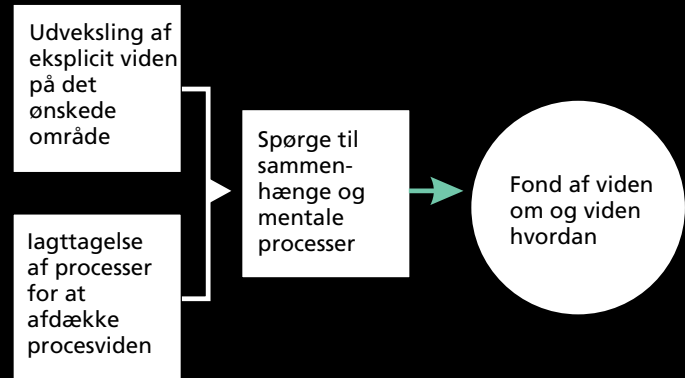 Udveksling af
eksplicit viden
på det
ønskede
område
Iagttagelse
af processer
for at
afdække
procesviden
Spørge til
sammen-
hænge og
mentale
processer
Fond af viden
om og viden
hvordan